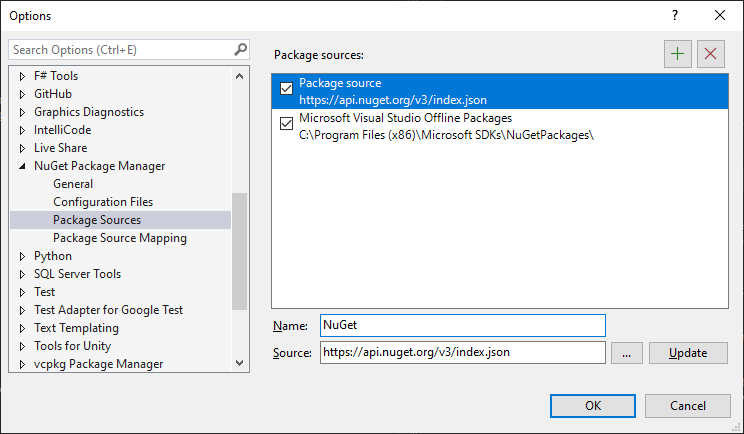 Options
?
Search Options (Ctrl+E)
F# Tools
GitHub
Graphics Diagnostics
IntelliCode
Live Share
NuGet Package Manager
General
Configuration Files
Package Sources
Package Source Mapping
Python
SQL Server Tools
Test
Test Adapter for Google Test
Text Templating
Tools for Unity
vcpkg Package Manager
Package sources:
Package source
https://api.nuget.org/v3/index.json
Microsoft Visual Studio Offline Packages
C:\Program Files (x86)\Microsoft SDKs\NuGetPackages\
Name: NuGet
Source: https://api.nuget.org/v3/index.json ... Update
OK Cancel